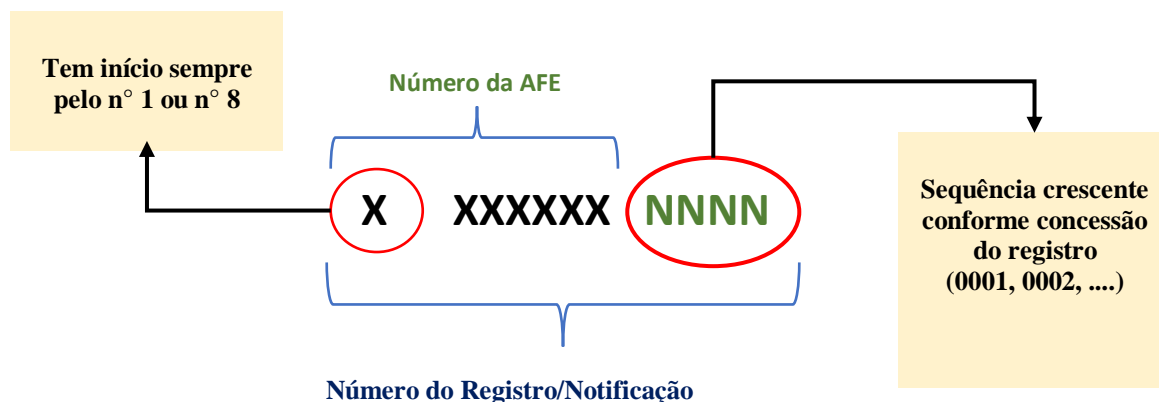 Tem início sempre
pelo n° 1 ou n° 8
Número da AFE
X XXXXXX NNNN
Sequência crescente
conforme concessão
do registro
(0001, 0002, ....)
Número do Registro/Notificação